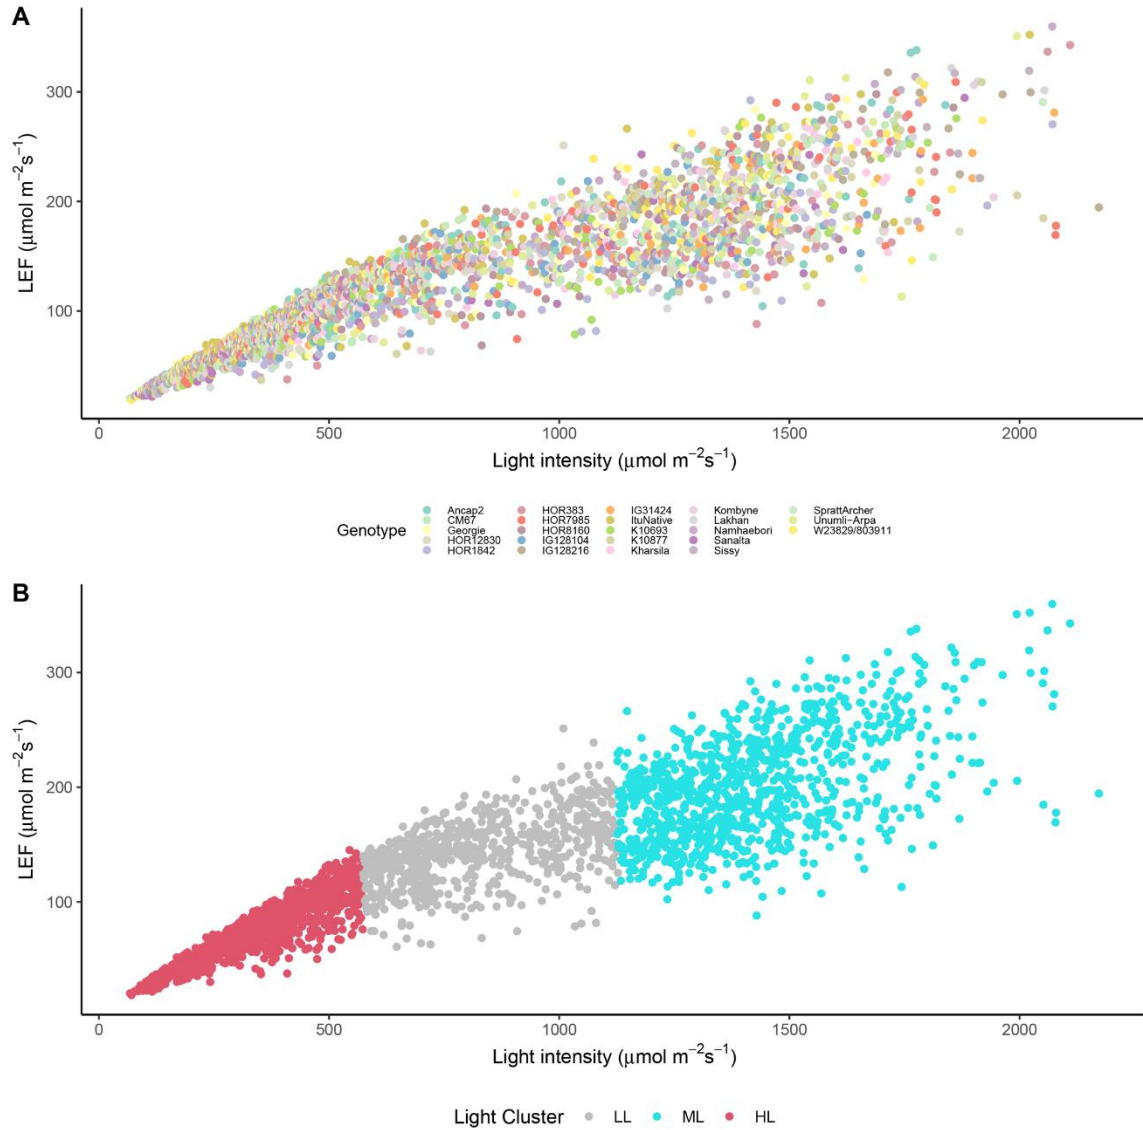 A
300
200
100
LEF (μmol m−2s−1)
0 500 1000 1500 2000
Light intensity (μmol m−2s−1)
Genotype
Ancap2 HOR383 IG31424 Kombyne SprattArcher
CM67 HOR7985 ItuNative Lakhan Unumli−Arpa
Georgie HOR8160 K10693 Namhaebori W23829/803911
HOR12830 IG128104 K10877 Sanalta
HOR1842 IG128216 Kharsila Sissy
B
300
200
100
LEF (μmol m−2s−1)
0 500 1000 1500 2000
Light intensity (μmol m−2s−1)
Light Cluster LL ML HL